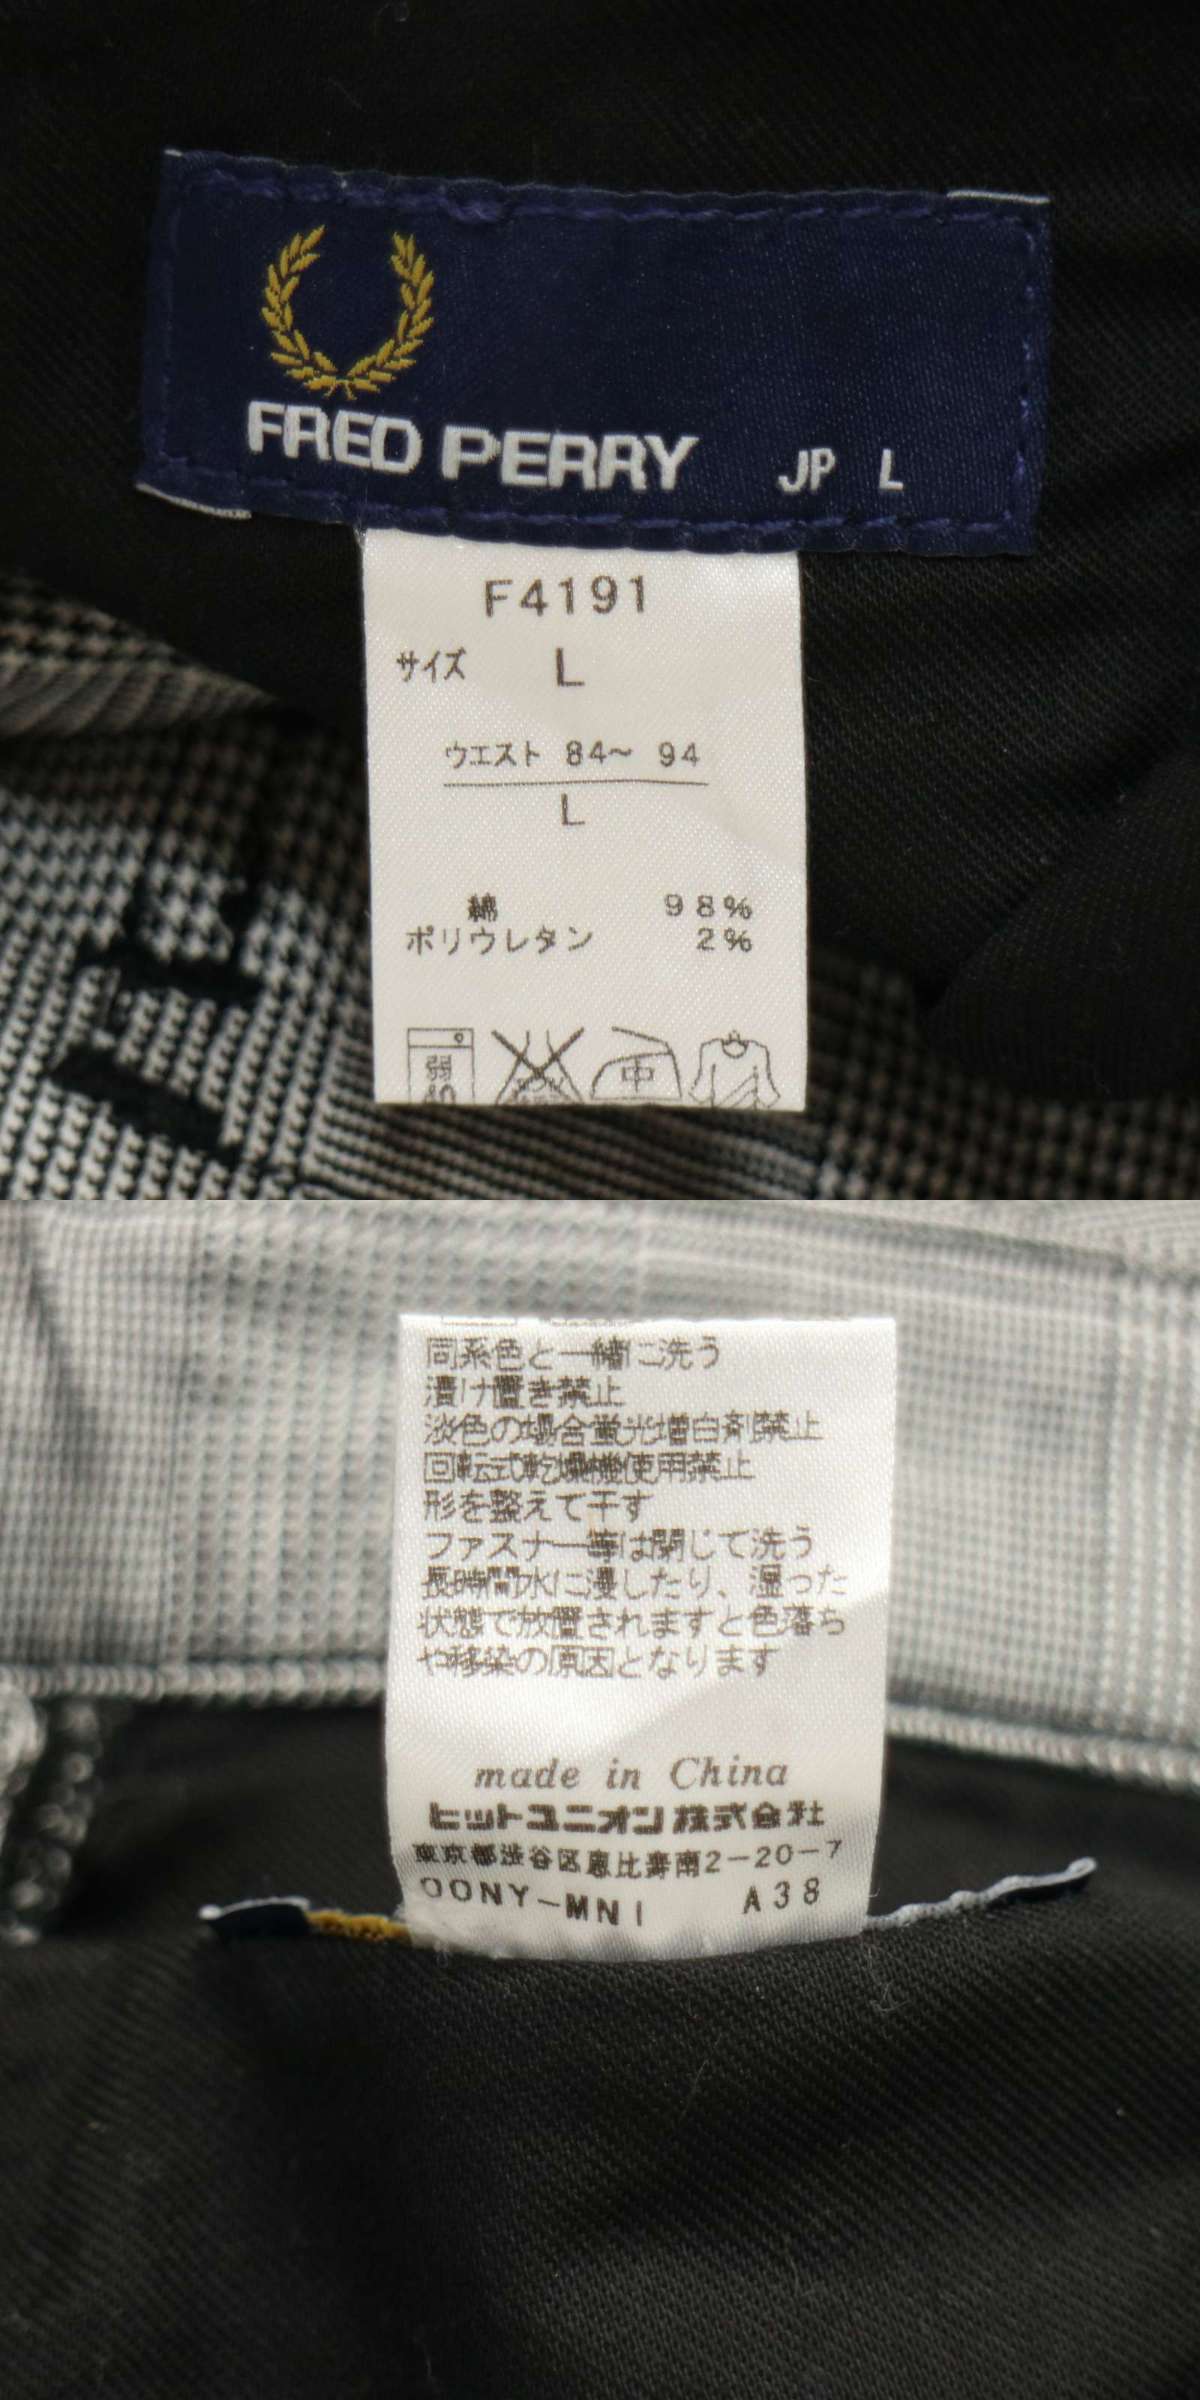 FRED PERRY JP L
F4191
サイズ L
ウエスト 84〜 94
L
綿 98%
ポリウレタン 2%
弱
中
同系色と一緒に洗う
漬け置き禁止
淡色の場合蛍光増白剤禁止
回転式乾燥機使用禁止
形を整えて干す
ファスナー等は閉じて洗う
長時間水に浸したり、湿った
状態で放置されますと色落ち
や移染の原因となります
made in China
ヒットユニオン株式会社
東京都渋谷区恵比寿南2-20-7
OONY-MNI A38